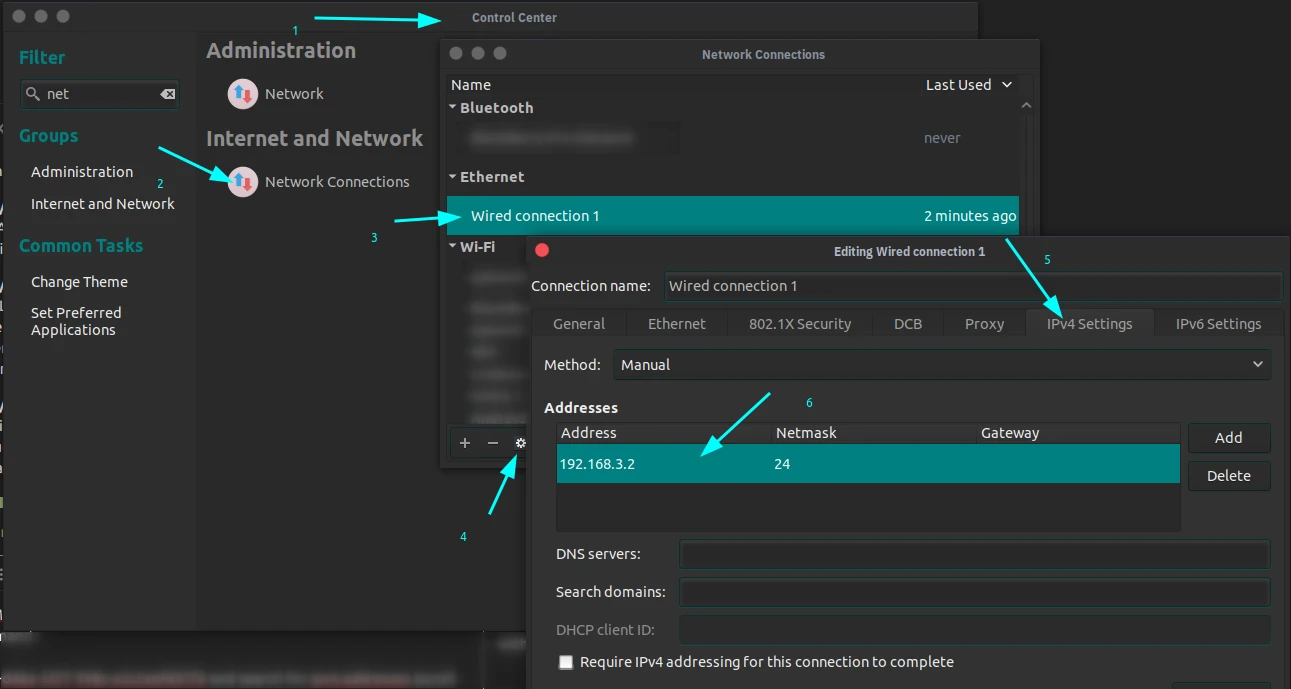 1
Control Center
Filter
net
Groups
Administration
2
Internet and Network
Common Tasks
Change Theme
Set Preferred
Applications
Administration
Network
Internet and Network
Network Connections
3
4
Network Connections
Name Last Used
Bluetooth
never
Ethernet
Wired connection 1 2 minutes ago
Wi-Fi
Editing Wired connection 1
5
Connection name: Wired connection 1
General Ethernet 802.1X Security DCB Proxy IPv4 Settings IPv6 Settings
Method: Manual
6
Addresses
Address Netmask Gateway
192.168.3.2 24
Add
Delete
DNS servers:
Search domains:
DHCP client ID:
Require IPv4 addressing for this connection to complete